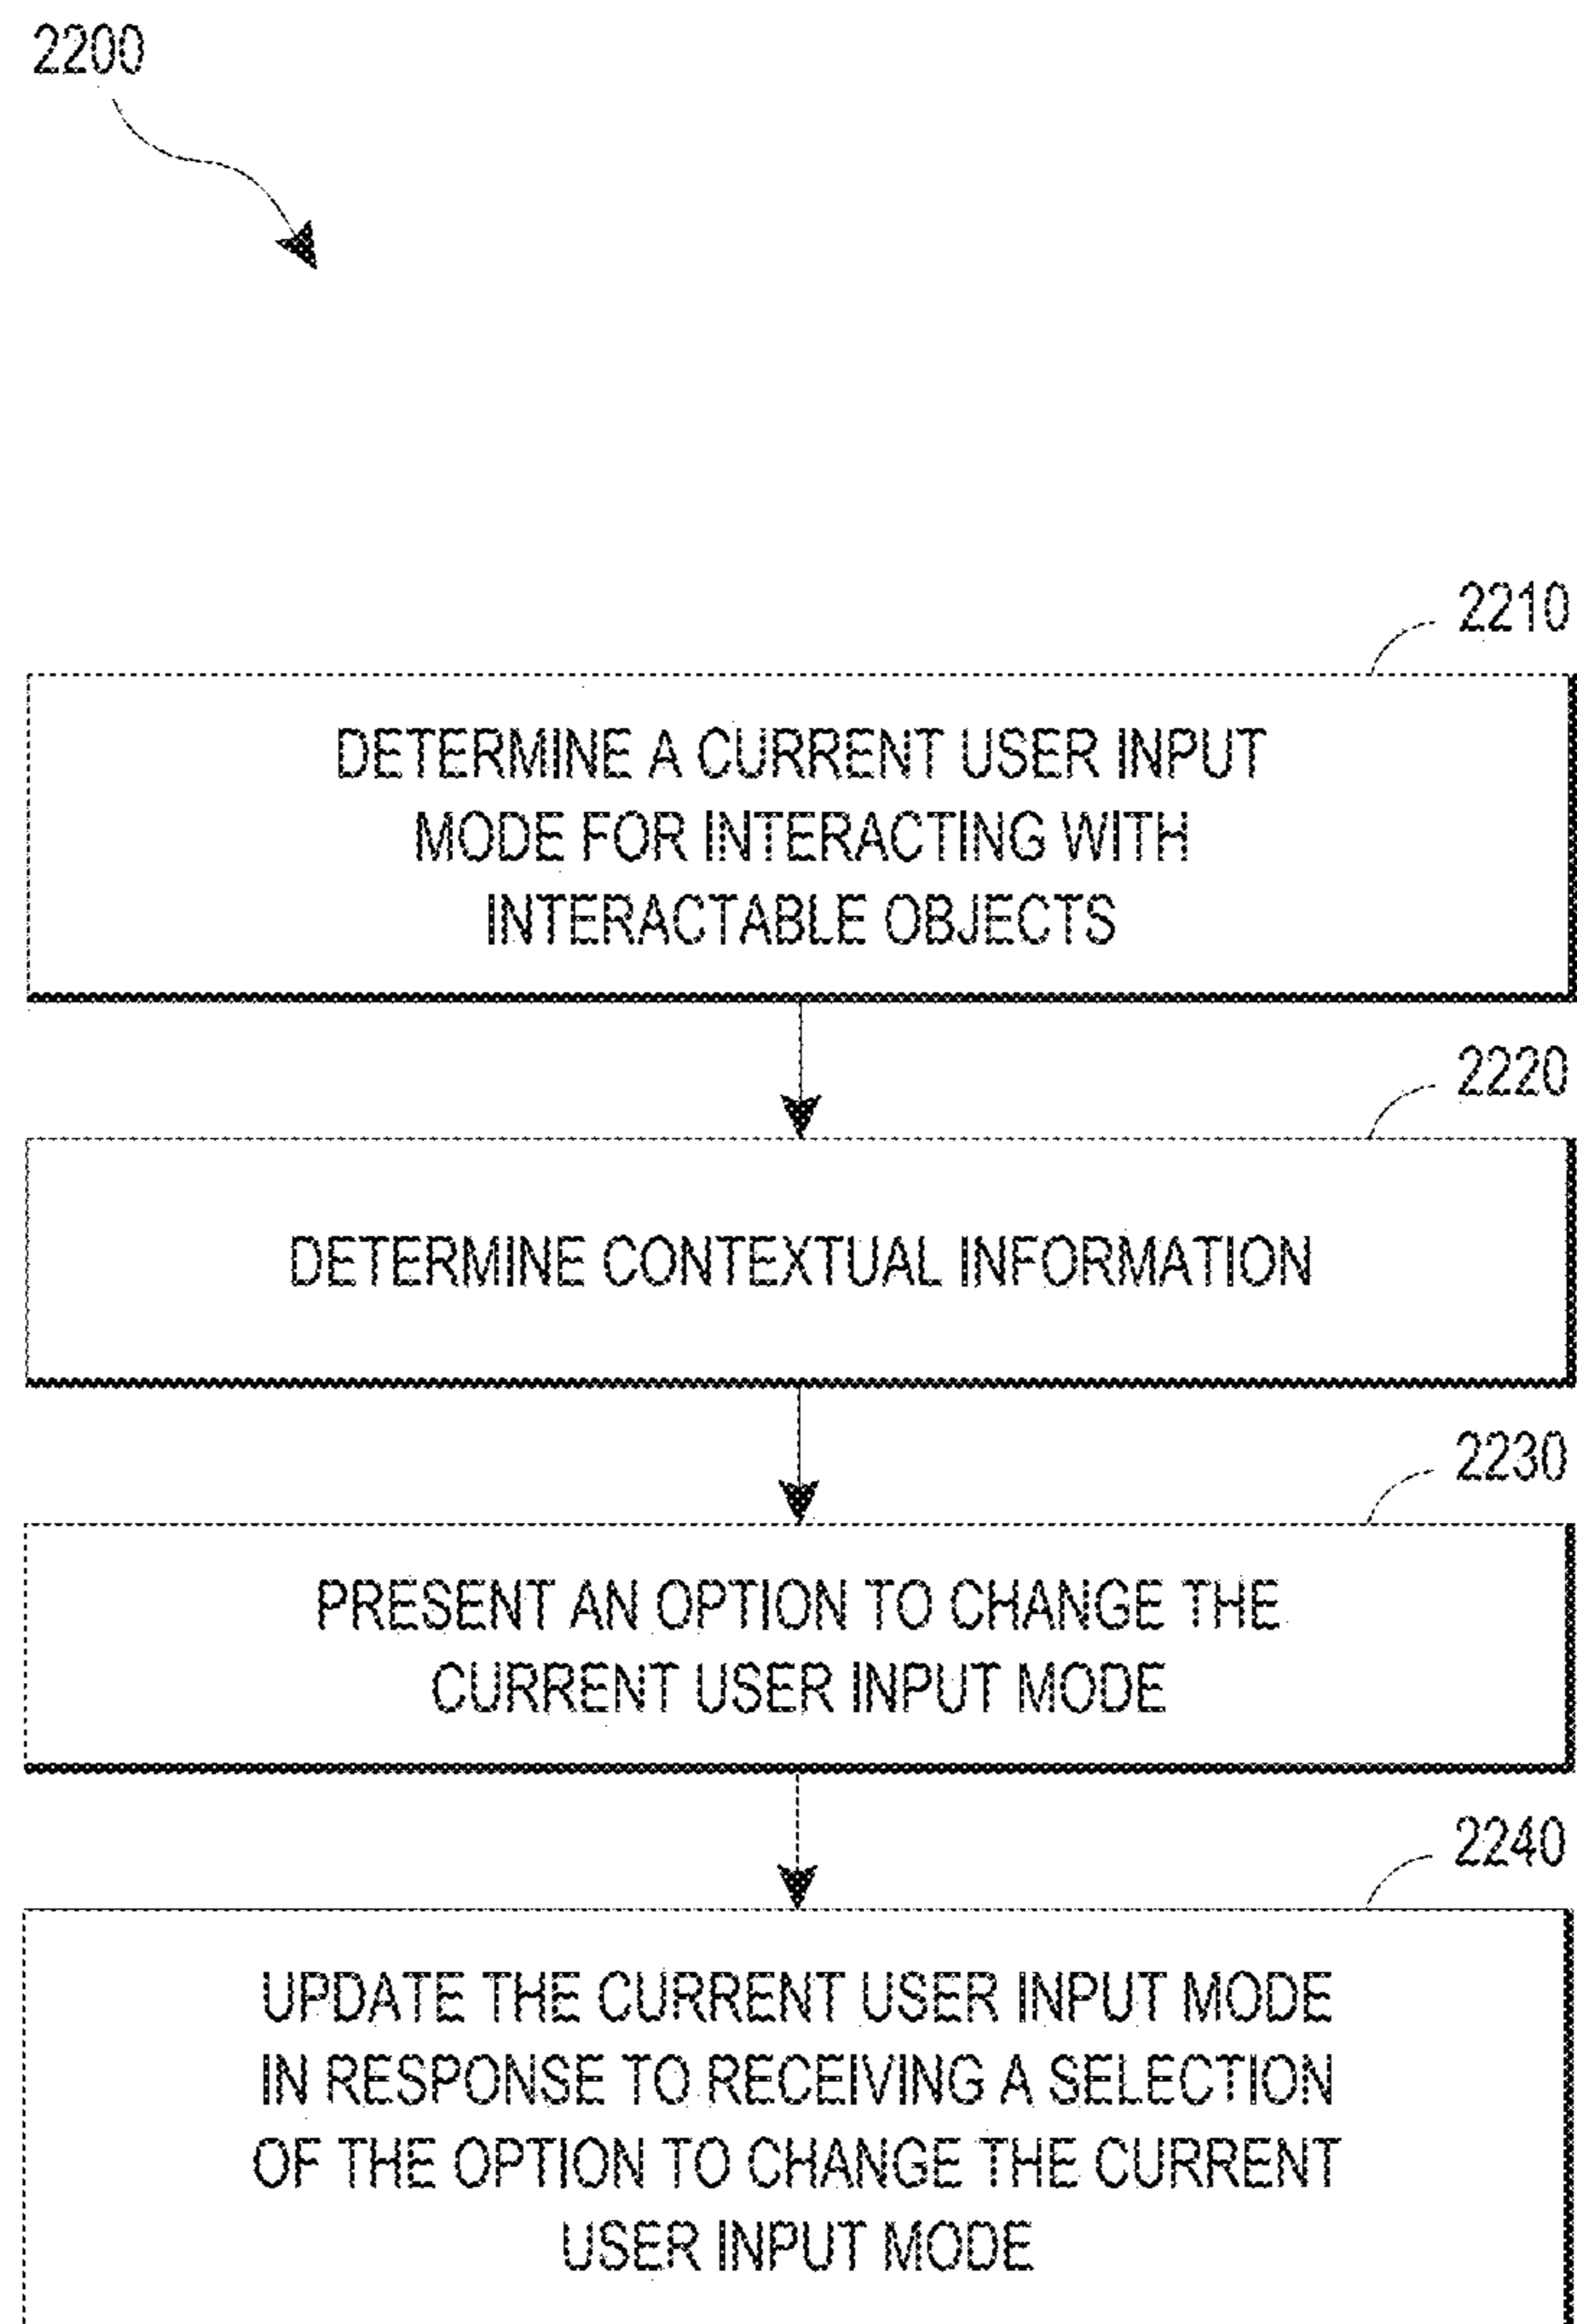 2200
2210
DETERMINE A CURRENT USER INPUT
MODE FOR INTERACTING WITH
INTERACTABLE OBJECTS
2220
DETERMINE CONTEXTUAL INFORMATION
2230
PRESENT AN OPTION TO CHANGE THE
CURRENT USER INPUT MODE
2240
UPDATE THE CURRENT USER INPUT MODE
IN RESPONSE TO RECEIVING A SELECTION
OF THE OPTION TO CHANGE THE CURRENT
USER INPUT MODE